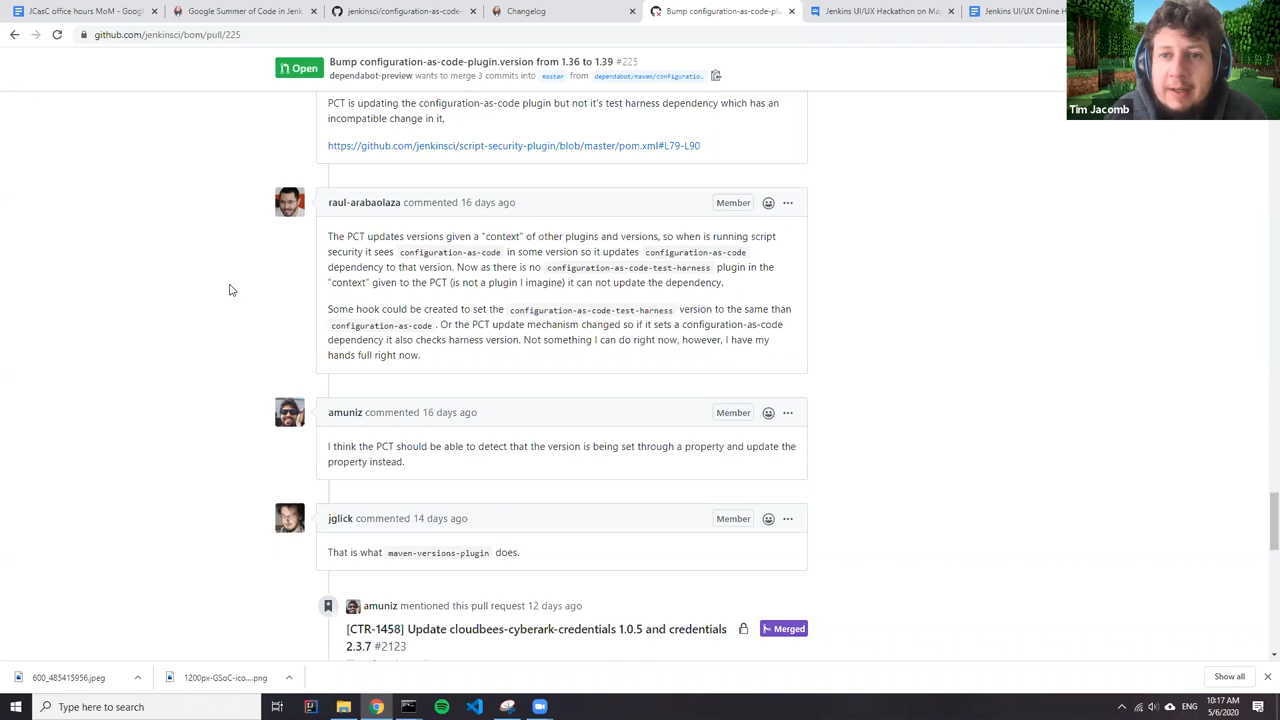 JCasC office hours MoM - Googl
Google Summer of Code in Jenk
jenkinsci/configuration-as-code-
Changelog
Bump configuration-as-code-plu
Jenkins UI/UX Hackathon on Ma
Jenkins UI/UX Online H
github.com/jenkinsci/bom/pull/225
Open
Bump configuration-as-code-plugin.version from 1.36 to 1.39 #225
dependabot-preview wants to merge 3 commits into master from dependabot/maven/configuratio...
Tim Jacomb
PCT is updating the configuration-as-code plugin but not it's test harness dependency which has an
incompatible change in it,
https://github.com/jenkinsci/script-security-plugin/blob/master/pom.xml#L79-L90
raul-arabaolaza commented 16 days ago
Member
The PCT updates versions given a "context" of other plugins and versions, so when is running script
security it sees configuration-as-code in some version so it updates configuration-as-code
dependency to that version. Now as there is no configuration-as-code-test-harness plugin in the
"context" given to the PCT (is not a plugin I imagine) it can not update the dependency.
Some hook could be created to set the configuration-as-code-test-harness version to the same than
configuration-as-code . Or the PCT update mechanism changed so if it sets a configuration-as-code
dependency it also checks harness version. Not something I can do right now, however, I have my
hands full right now.
amuniz commented 16 days ago
Member
I think the PCT should be able to detect that the version is being set through a property and update the
property instead.
jglick commented 14 days ago
Member
That is what maven-versions-plugin does.
amuniz mentioned this pull request 12 days ago
[CTR-1458] Update cloudbees-cyberark-credentials 1.0.5 and credentials
2.3.7 #2123
Merged
600_485415956.jpeg
1200px-GSoC-ico....png
Show all
Type here to search
10:17 AM
5/6/2020